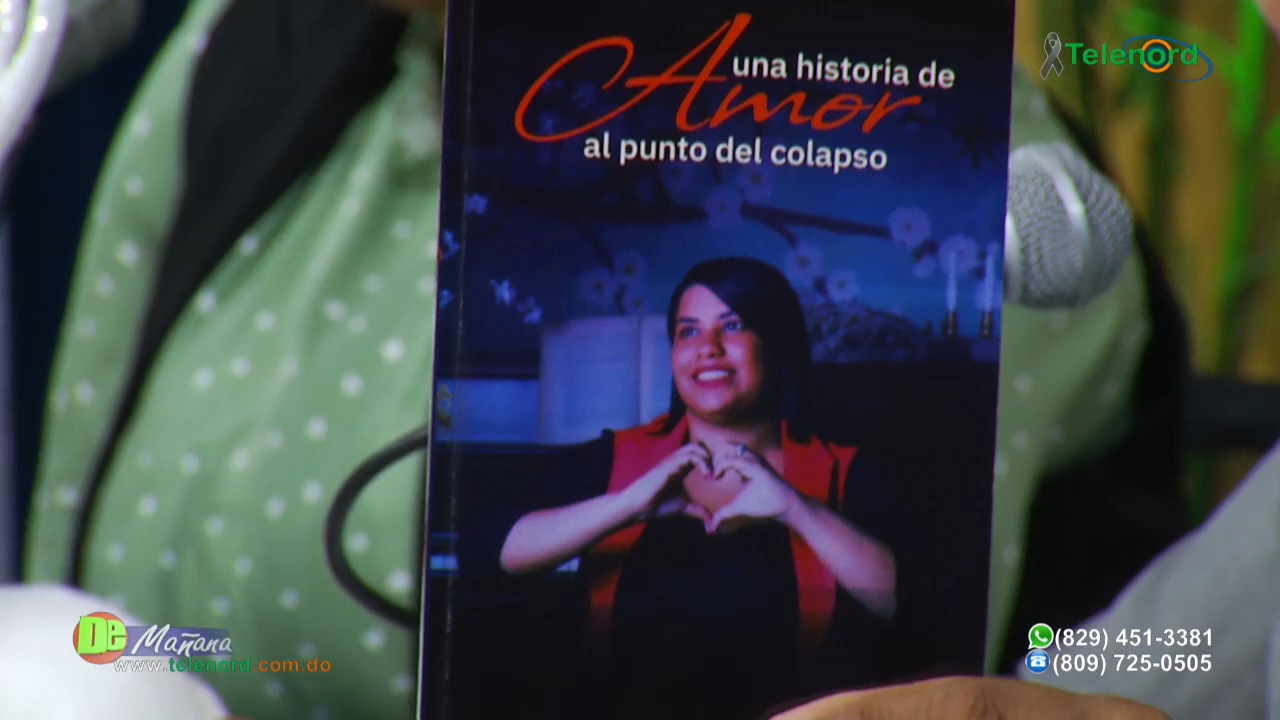 una historia de
Amor
al punto del colapso
Telenord
De Mañana
www.telenord.com.do
(829) 451-3381
(809) 725-0505